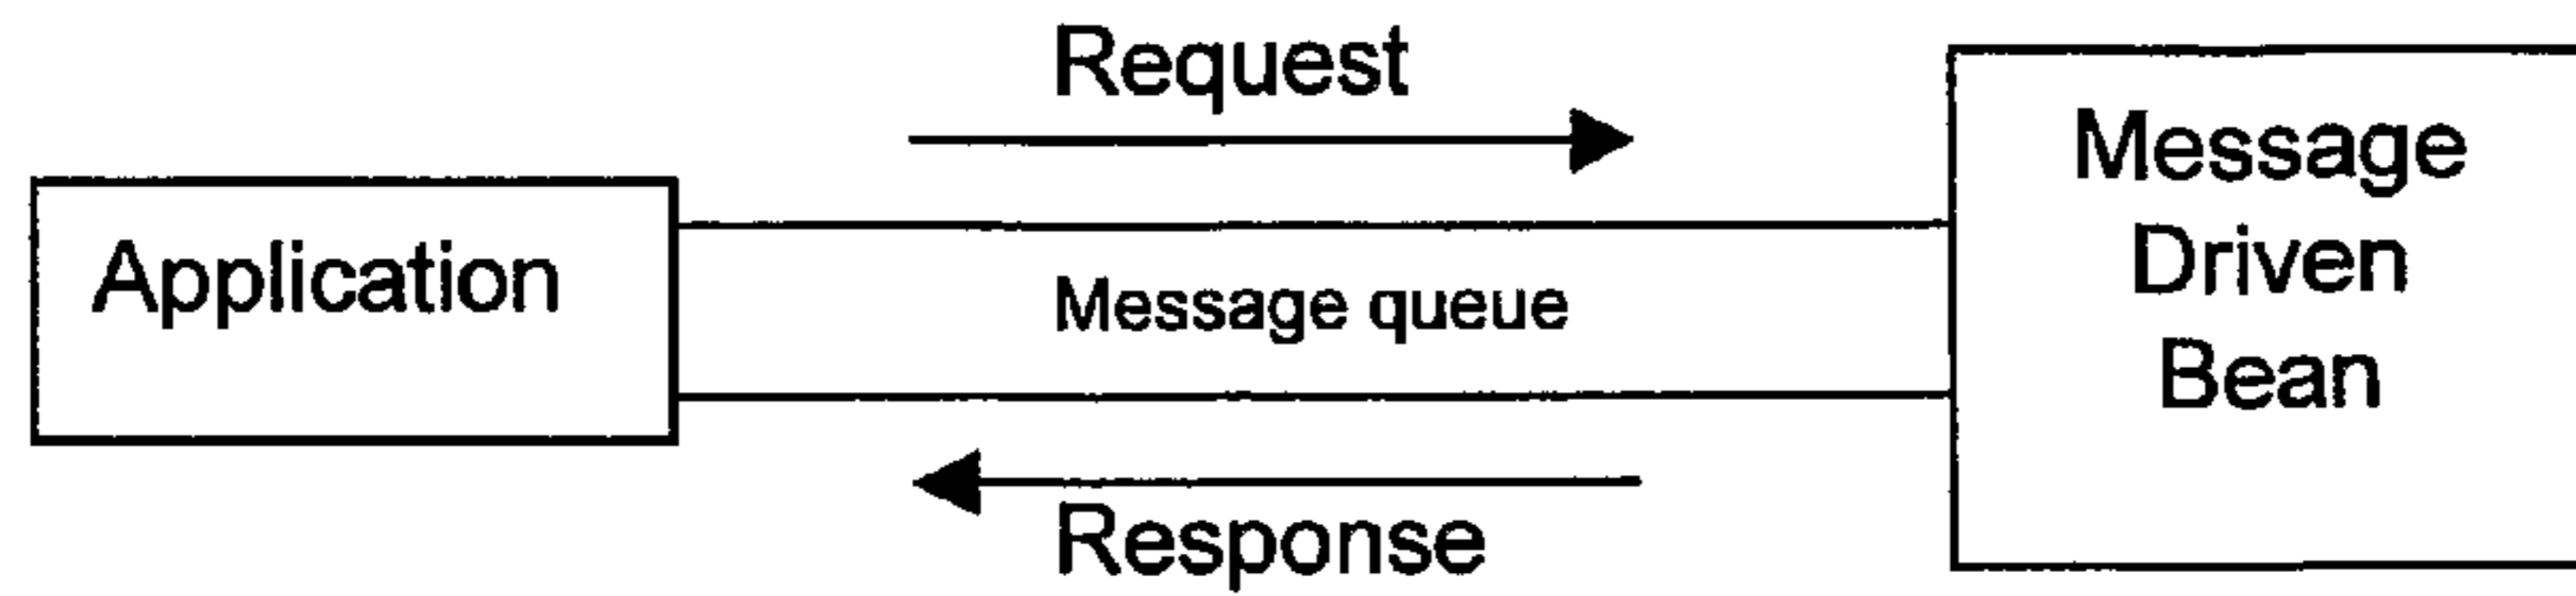 Request
Application
Message queue
Message
Driven
Bean
Response